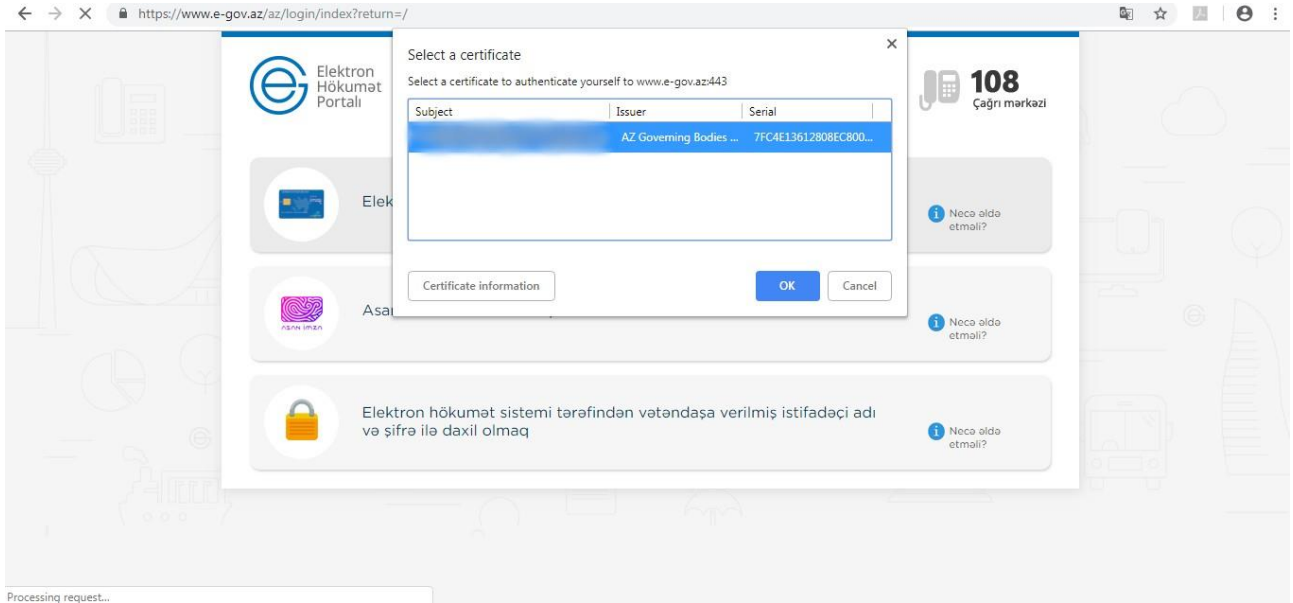 https://www.e-gov.az/az/login/index?return=/
Elektron
Hökumət
Portalı
Select a certificate
Select a certificate to authenticate yourself to www.e-gov.az:443
Subject Issuer Serial
AZ Governing Bodies ... 7FC4E13612808EC800...
Certificate information OK Cancel
108
Çağrı mərkəzi
Elek
Necə əldə
etməli?
ASAN İMZA
Asa
Necə əldə
etməli?
Elektron hökumət sistemi tərəfindən vətəndaşa verilmiş istifadəçi adı
və şifrə ilə daxil olmaq
Necə əldə
etməli?
Processing request...